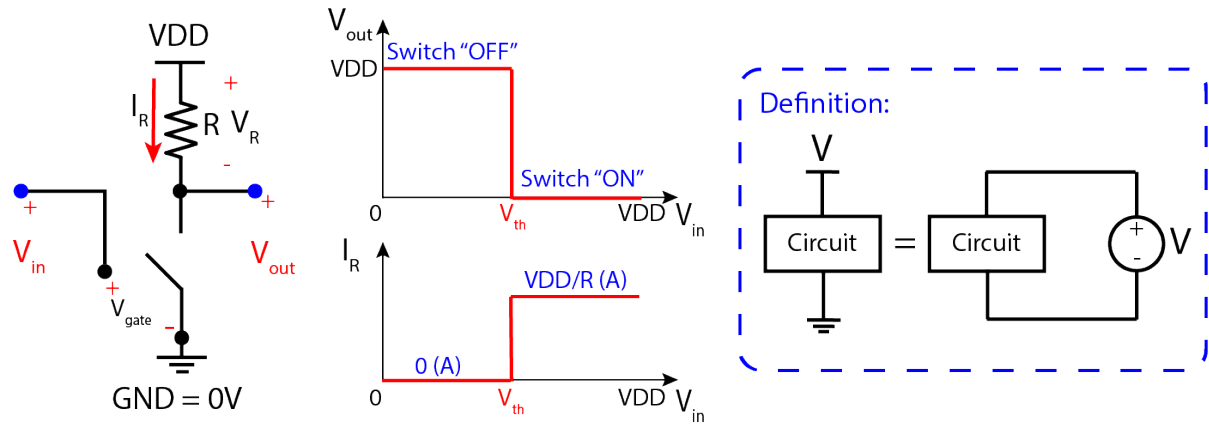 VDD
+
I_R
R
V_R
-
+
V_in
+
V_out
+
V_gate
-
GND = 0V
V_out
Switch “OFF”
VDD
Switch “ON”
0
V_th
VDD
V_in
I_R
VDD/R (A)
0 (A)
0
V_th
VDD
V_in
Definition:
V
Circuit
=
Circuit
+
-
V